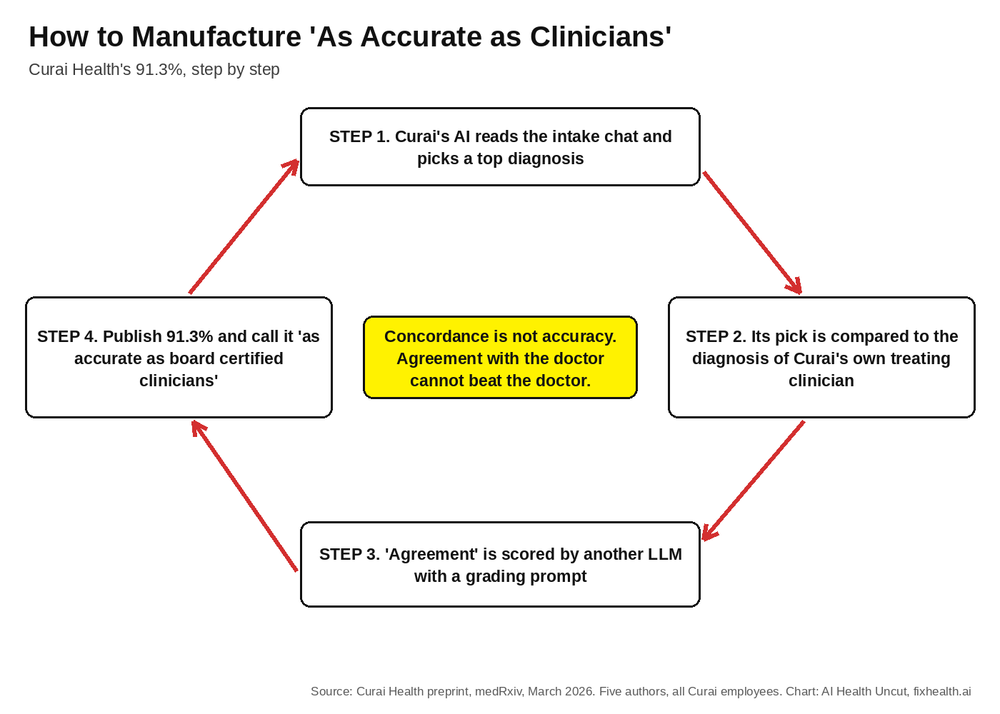 How to Manufacture 'As Accurate as Clinicians'
Curai Health's 91.3%, step by step
STEP 1. Curai's AI reads the intake chat and
picks a top diagnosis
STEP 2. Its pick is compared to the
diagnosis of Curai's own treating
clinician
STEP 3. 'Agreement' is scored by another LLM
with a grading prompt
STEP 4. Publish 91.3% and call it 'as
accurate as board certified
clinicians'
Concordance is not accuracy.
Agreement with the doctor
cannot beat the doctor.
Source: Curai Health preprint, medRxiv, March 2026. Five authors, all Curai employees. Chart: AI Health Uncut, fixhealth.ai